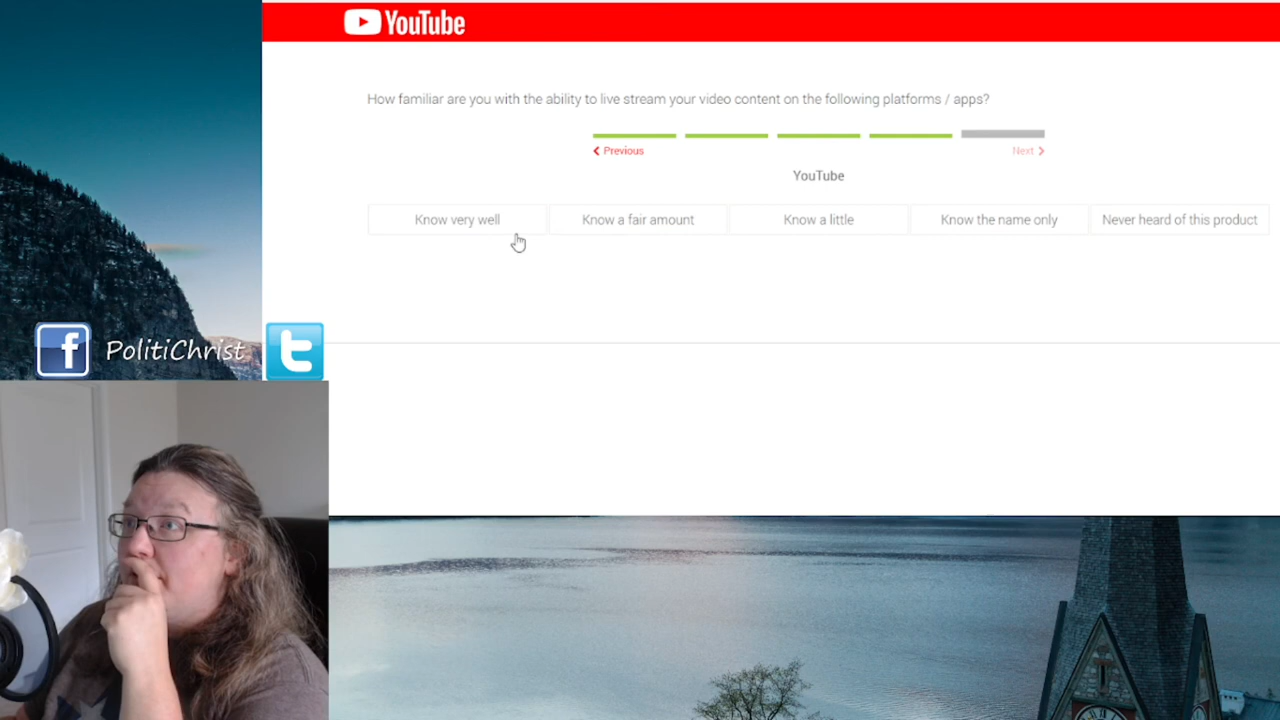 YouTube
How familiar are you with the ability to live stream your video content on the following platforms / apps?
Previous
Next
YouTube
Know very well
Know a fair amount
Know a little
Know the name only
Never heard of this product
f PolitiChrist t